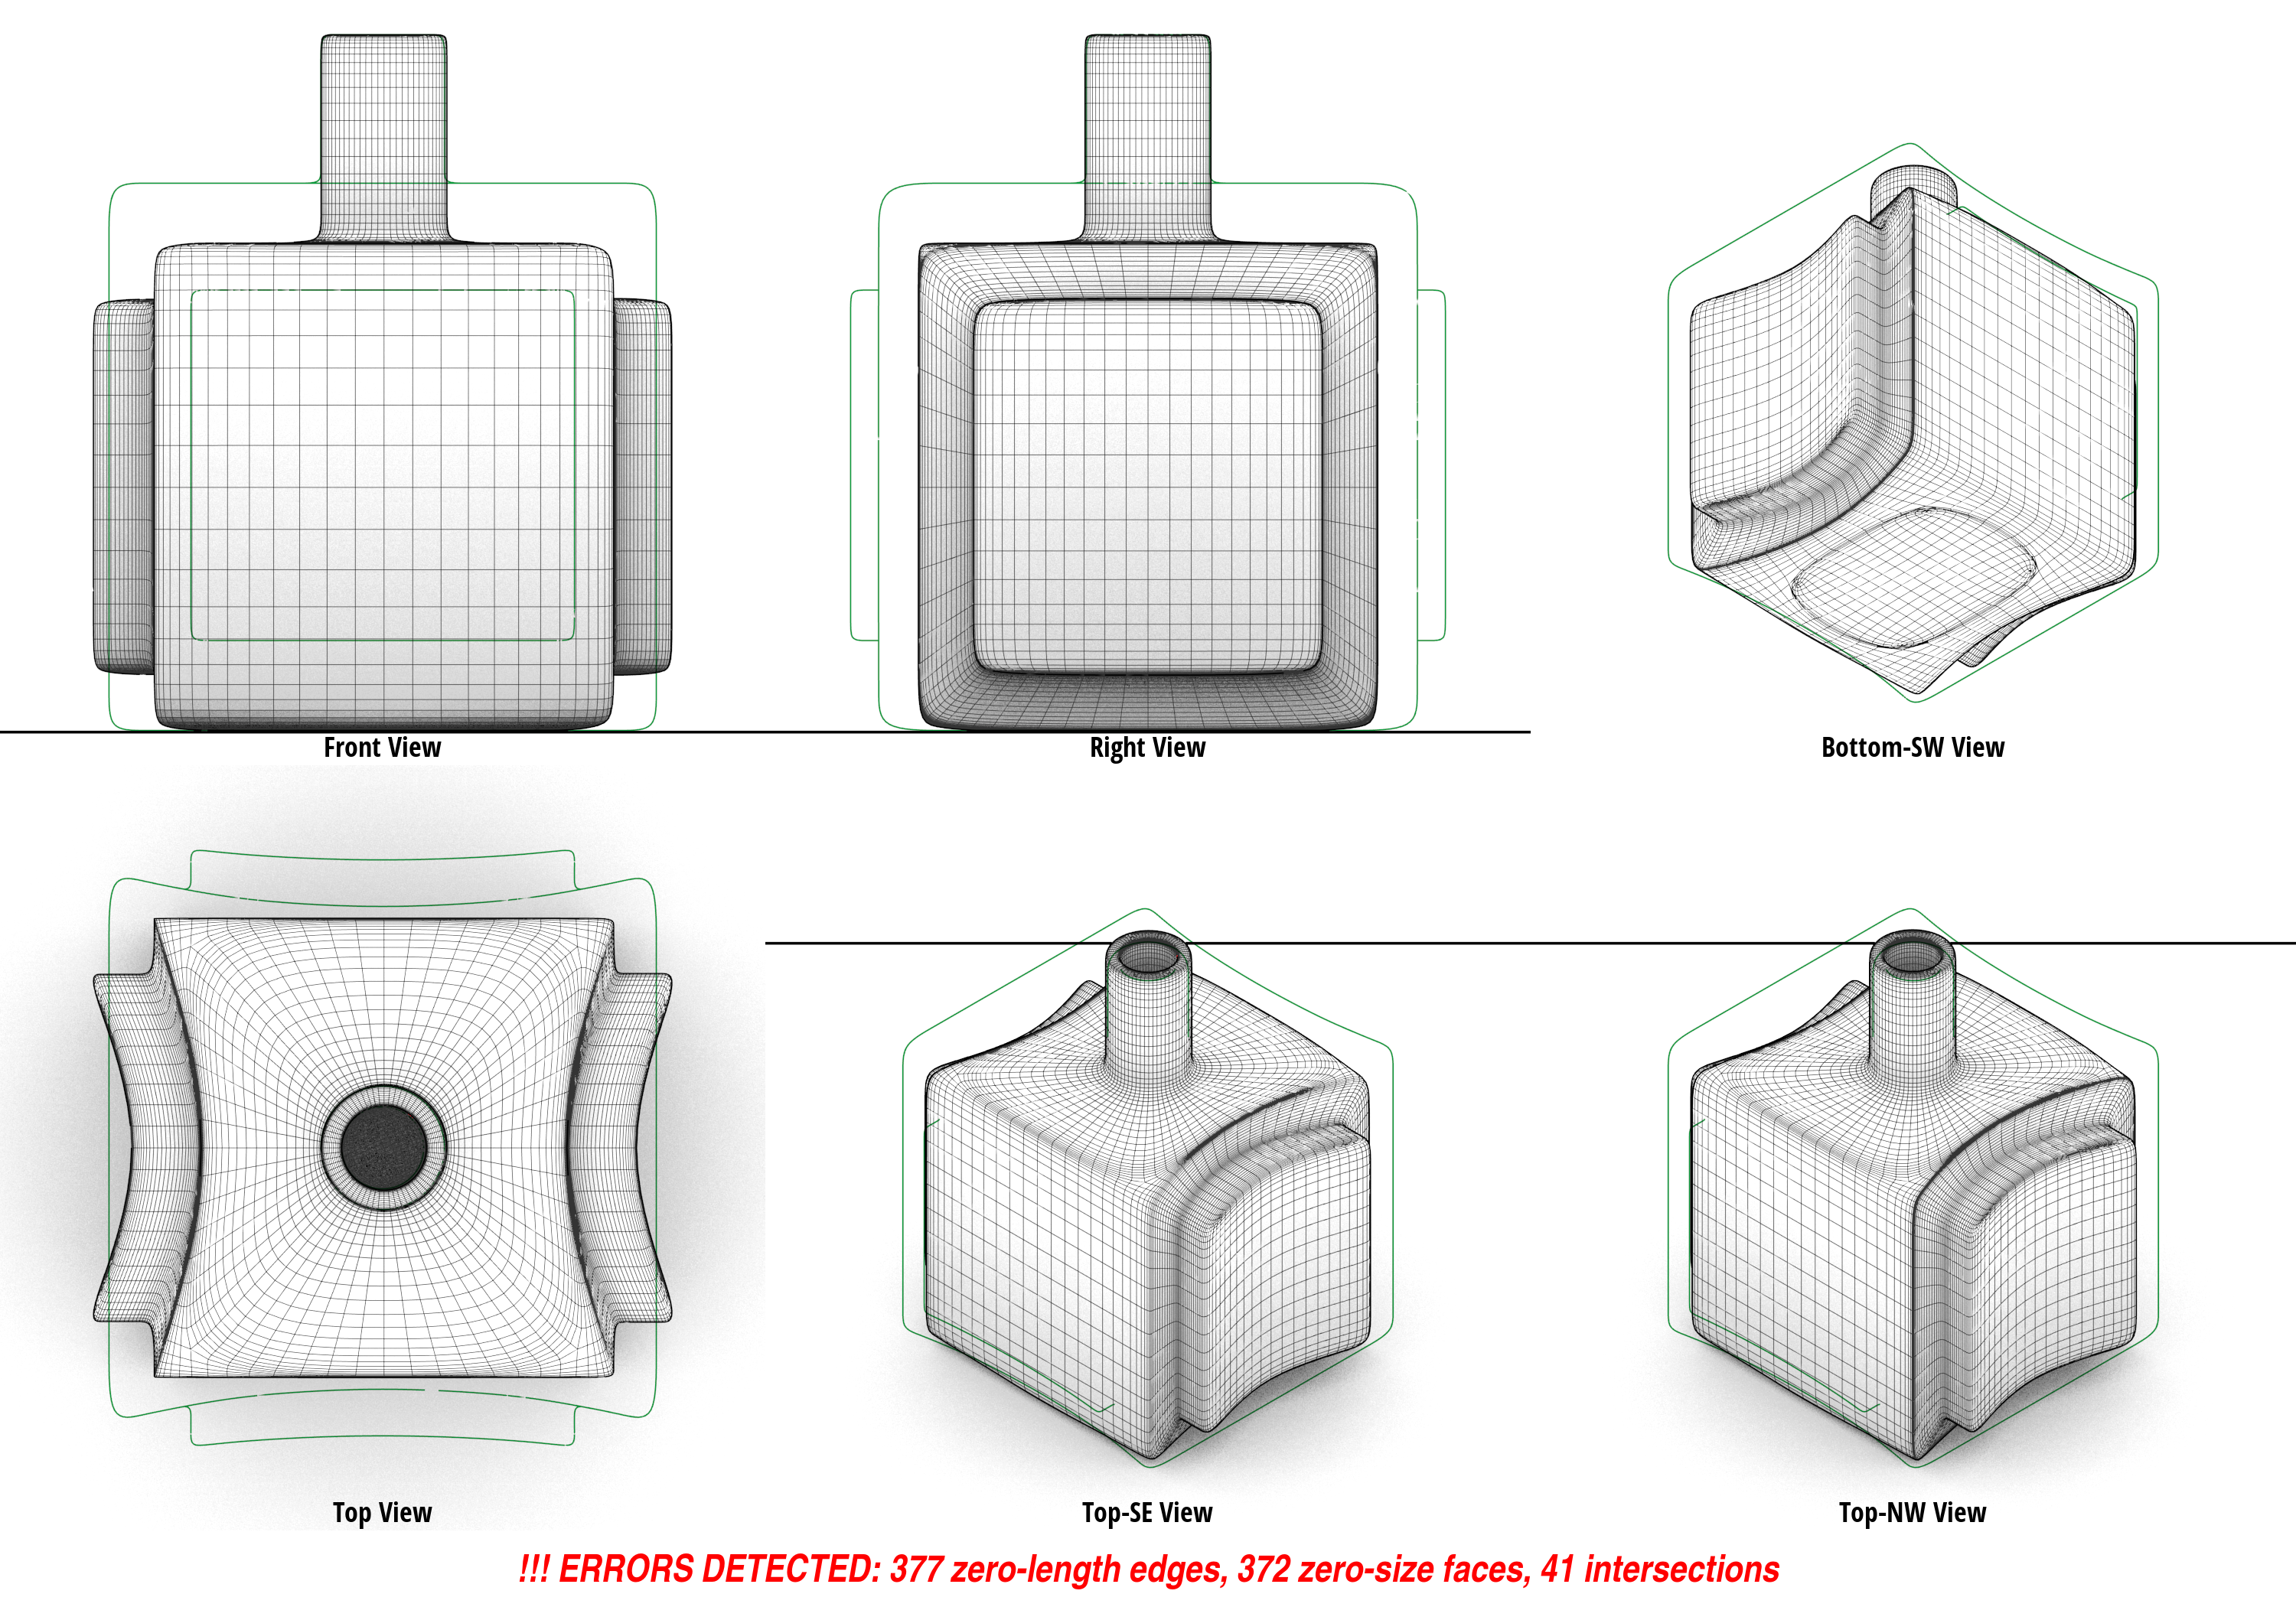 Front View
Right View
Bottom-SW View
Top View
Top-SE View
Top-NW View
!!! ERRORS DETECTED: 377 zero-length edges, 372 zero-size faces, 41 intersections